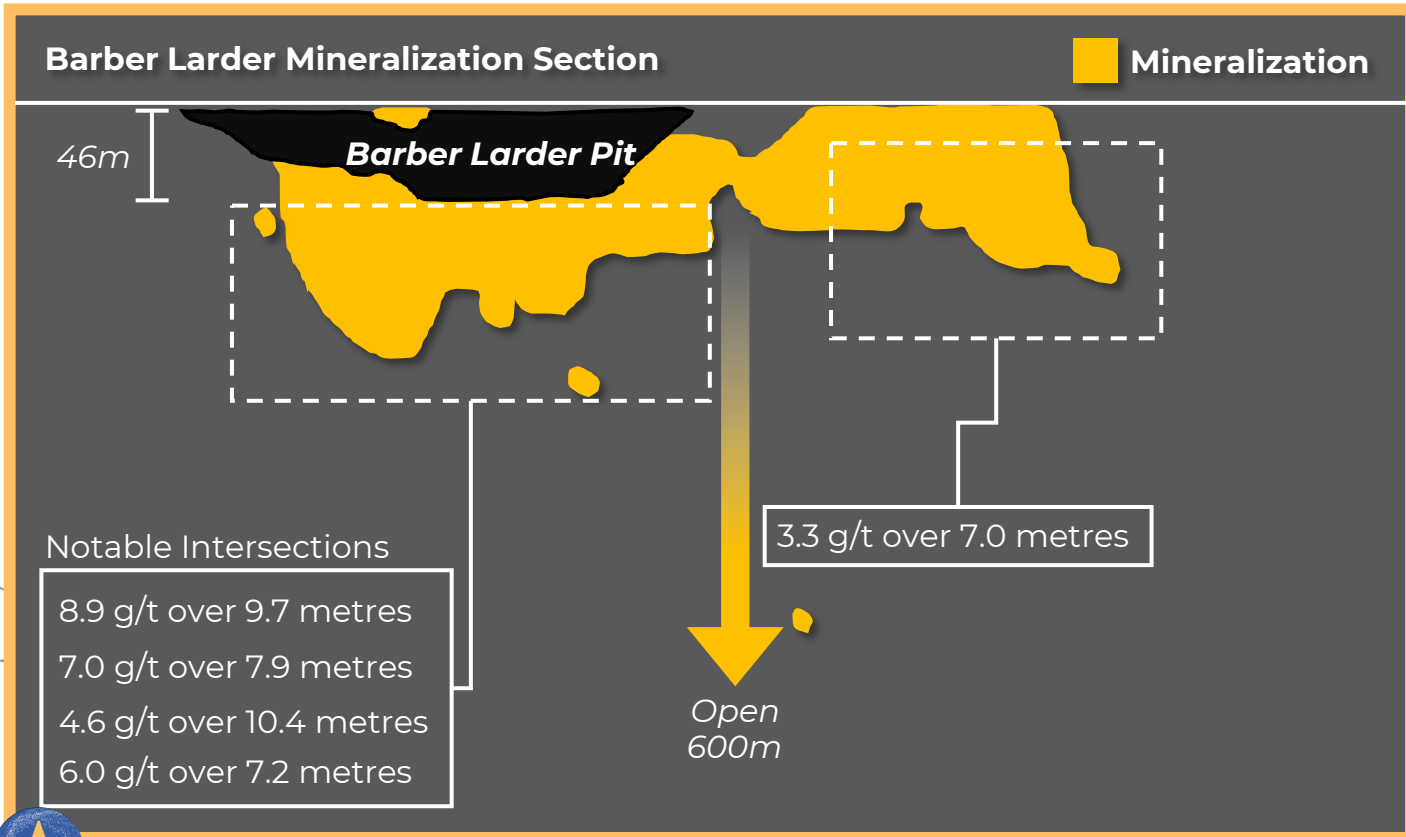 Barber Larder Mineralization Section
Mineralization
46m
Barber Larder Pit
Notable Intersections
8.9 g/t over 9.7 metres
7.0 g/t over 7.9 metres
4.6 g/t over 10.4 metres
6.0 g/t over 7.2 metres
3.3 g/t over 7.0 metres
Open
600m